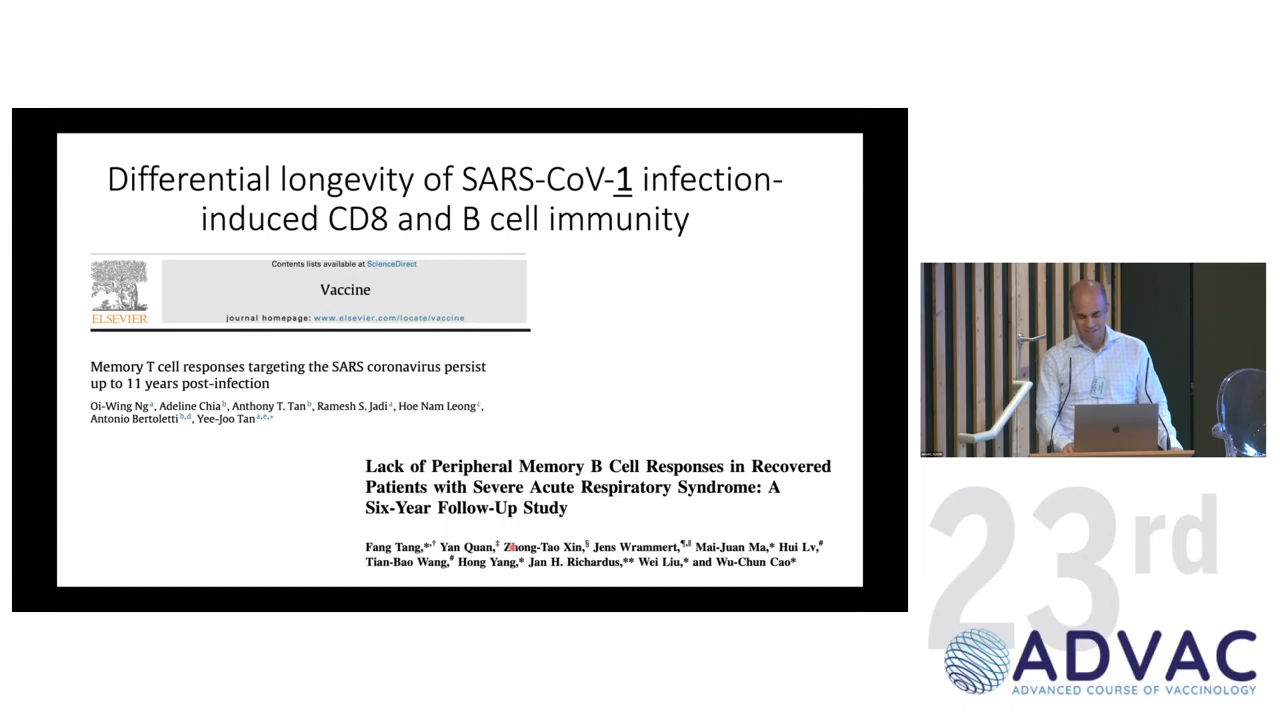 Differential longevity of SARS-CoV-1 infection-
induced CD8 and B cell immunity
Contents lists available at ScienceDirect
Vaccine
journal homepage: www.elsevier.com/locate/vaccine
ELSEVIER
Memory T cell responses targeting the SARS coronavirus persist
up to 11 years post-infection
Oi-Wing Ng a, Adeline Chia b, Anthony T. Tan b, Ramesh S. Jadi a, Hoe Nam Leong c,
Antonio Bertoletti b,d, Yee-Joo Tan a,e,*
Lack of Peripheral Memory B Cell Responses in Recovered
Patients with Severe Acute Respiratory Syndrome: A
Six-Year Follow-Up Study
Fang Tang,*,† Yan Quan,‡ Zhong-Tao Xin,§ Jens Wrammert,¶,‖ Mai-Juan Ma,* Hui Lv,#
Tian-Bao Wang,# Hong Yang,* Jan H. Richardus,** Wei Liu,* and Wu-Chun Cao*
23rd
ADVAC
ADVANCED COURSE OF VACCINOLOGY